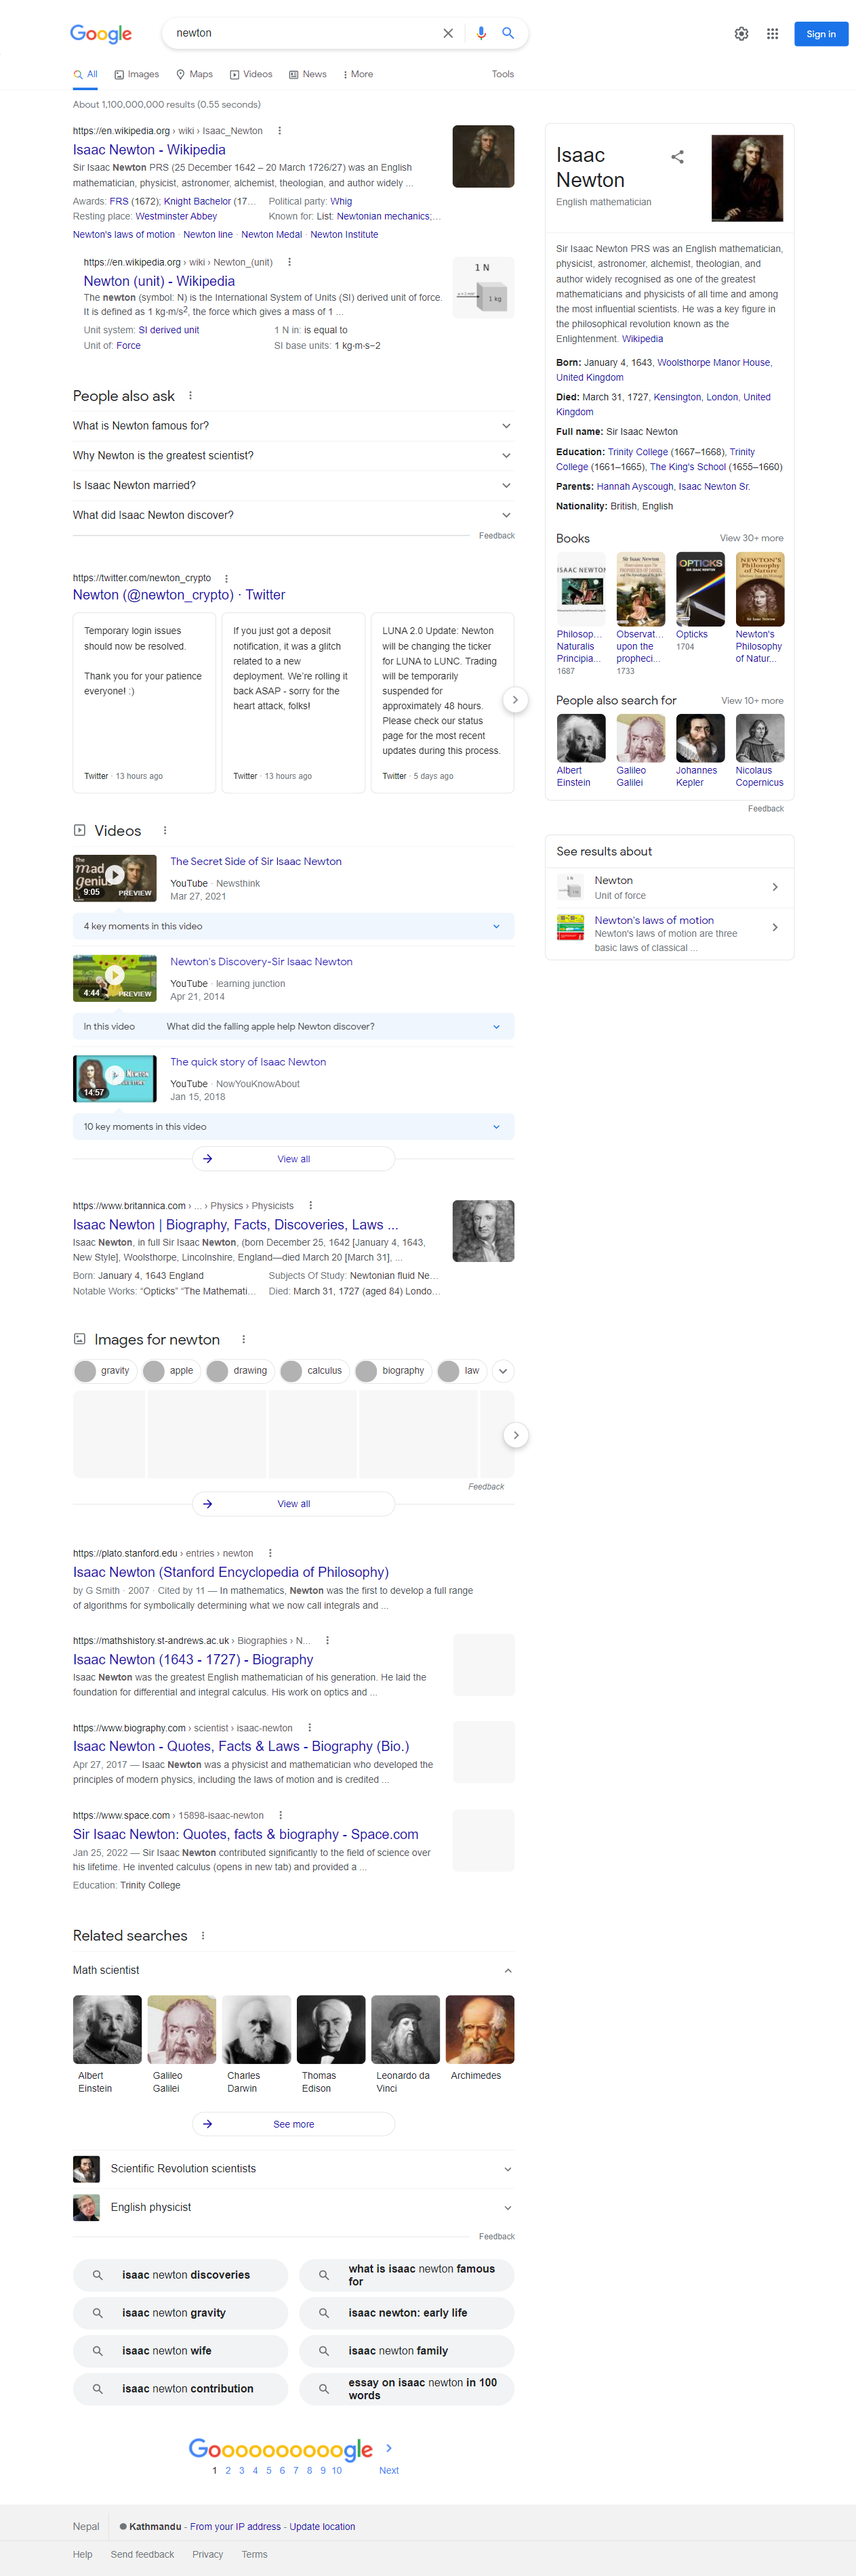 Google
newton
Sign in
All Images Maps Videos News More Tools
About 1,100,000,000 results (0.55 seconds)
https://en.wikipedia.org › wiki › Isaac_Newton
Isaac Newton - Wikipedia
Sir Isaac Newton PRS (25 December 1642 – 20 March 1726/27) was an English
mathematician, physicist, astronomer, alchemist, theologian, and author widely ...
Awards: FRS (1672); Knight Bachelor (17... Political party: Whig
Resting place: Westminster Abbey Known for: List: Newtonian mechanics;...
Newton's laws of motion · Newton line · Newton Medal · Newton Institute
https://en.wikipedia.org › wiki › Newton_(unit)
Newton (unit) - Wikipedia
The newton (symbol: N) is the International System of Units (SI) derived unit of force.
It is defined as 1 kg⋅m/s², the force which gives a mass of 1 ...
Unit system: SI derived unit 1 N in: is equal to
Unit of: Force SI base units: 1 kg⋅m⋅s−2
1 N
1 kg
People also ask
What is Newton famous for?
Why Newton is the greatest scientist?
Is Isaac Newton married?
What did Isaac Newton discover?
Feedback
https://twitter.com/newton_crypto
Newton (@newton_crypto) · Twitter
Temporary login issues
should now be resolved.
Thank you for your patience
everyone! :)
Twitter · 13 hours ago
If you just got a deposit
notification, it was a glitch
related to a new
deployment. We're rolling it
back ASAP - sorry for the
heart attack, folks!
Twitter · 13 hours ago
LUNA 2.0 Update: Newton
will be changing the ticker
for LUNA to LUNC. Trading
will be temporarily
suspended for
approximately 48 hours.
Please check our status
page for the most recent
updates during this process.
Twitter · 5 days ago
Videos
The
mad
genius
9:05
PREVIEW
The Secret Side of Sir Isaac Newton
YouTube · Newsthink
Mar 27, 2021
4 key moments in this video
4:44
PREVIEW
Newton's Discovery-Sir Isaac Newton
YouTube · learning junction
Apr 21, 2014
In this video What did the falling apple help Newton discover?
NEWTON
14:57
The quick story of Isaac Newton
YouTube · NowYouKnowAbout
Jan 15, 2018
10 key moments in this video
View all
https://www.britannica.com › ... › Physics › Physicists
Isaac Newton | Biography, Facts, Discoveries, Laws ...
Isaac Newton, in full Sir Isaac Newton, (born December 25, 1642 [January 4, 1643,
New Style], Woolsthorpe, Lincolnshire, England—died March 20 [March 31], ...
Born: January 4, 1643 England Subjects Of Study: Newtonian fluid Ne...
Notable Works: “Opticks” “The Mathemati... Died: March 31, 1727 (aged 84) Londo...
Images for newton
gravity apple drawing calculus biography law
Feedback
View all
https://plato.stanford.edu › entries › newton
Isaac Newton (Stanford Encyclopedia of Philosophy)
by G Smith · 2007 · Cited by 11 — In mathematics, Newton was the first to develop a full range
of algorithms for symbolically determining what we now call integrals and ...
https://mathshistory.st-andrews.ac.uk › Biographies › N...
Isaac Newton (1643 - 1727) - Biography
Isaac Newton was the greatest English mathematician of his generation. He laid the
foundation for differential and integral calculus. His work on optics and ...
https://www.biography.com › scientist › isaac-newton
Isaac Newton - Quotes, Facts & Laws - Biography (Bio.)
Apr 27, 2017 — Isaac Newton was a physicist and mathematician who developed the
principles of modern physics, including the laws of motion and is credited ...
https://www.space.com › 15898-isaac-newton
Sir Isaac Newton: Quotes, facts & biography - Space.com
Jan 25, 2022 — Sir Isaac Newton contributed significantly to the field of science over
his lifetime. He invented calculus (opens in new tab) and provided a ...
Education: Trinity College
Related searches
Math scientist
Albert
Einstein
Galileo
Galilei
Charles
Darwin
Thomas
Edison
Leonardo da
Vinci
Archimedes
See more
Scientific Revolution scientists
English physicist
Feedback
isaac newton discoveries
what is isaac newton famous
for
isaac newton gravity
isaac newton: early life
isaac newton wife
isaac newton family
isaac newton contribution
essay on isaac newton in 100
words
Goooooooooogle
1 2 3 4 5 6 7 8 9 10 Next
Isaac
Newton
English mathematician
Sir Isaac Newton PRS was an English mathematician,
physicist, astronomer, alchemist, theologian, and
author widely recognised as one of the greatest
mathematicians and physicists of all time and among
the most influential scientists. He was a key figure in
the philosophical revolution known as the
Enlightenment. Wikipedia
Born: January 4, 1643, Woolsthorpe Manor House,
United Kingdom
Died: March 31, 1727, Kensington, London, United
Kingdom
Full name: Sir Isaac Newton
Education: Trinity College (1667–1668), Trinity
College (1661–1665), The King's School (1655–1660)
Parents: Hannah Ayscough, Isaac Newton Sr.
Nationality: British, English
Books View 30+ more
ISAAC NEWTON
Sir Isaac Newton
OPTICKS
SIR ISAAC NEWTON
NEWTON'S
Philosophy
of Nature
Philosop...
Naturalis
Principia...
1687
Observat...
upon the
propheci...
1733
Opticks
1704
Newton's
Philosophy
of Natur...
People also search for View 10+ more
Albert
Einstein
Galileo
Galilei
Johannes
Kepler
Nicolaus
Copernicus
Feedback
See results about
Newton
Unit of force
Newton's laws of motion
Newton's laws of motion are three
basic laws of classical ...
Nepal Kathmandu - From your IP address - Update location
Help Send feedback Privacy Terms